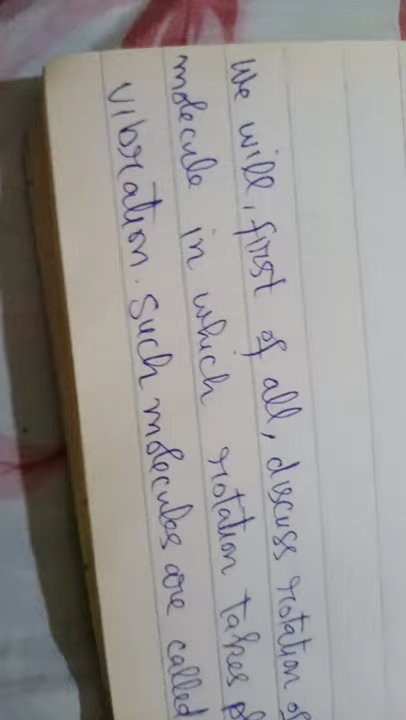 We will, first of all, discuss rotation of
molecule in which rotation takes
vibration. Such molecules are called